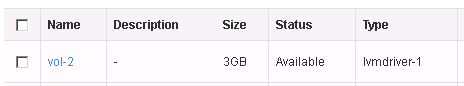 Name Description Size Status Type
vol-2 - 3GB Available lvmdriver-1